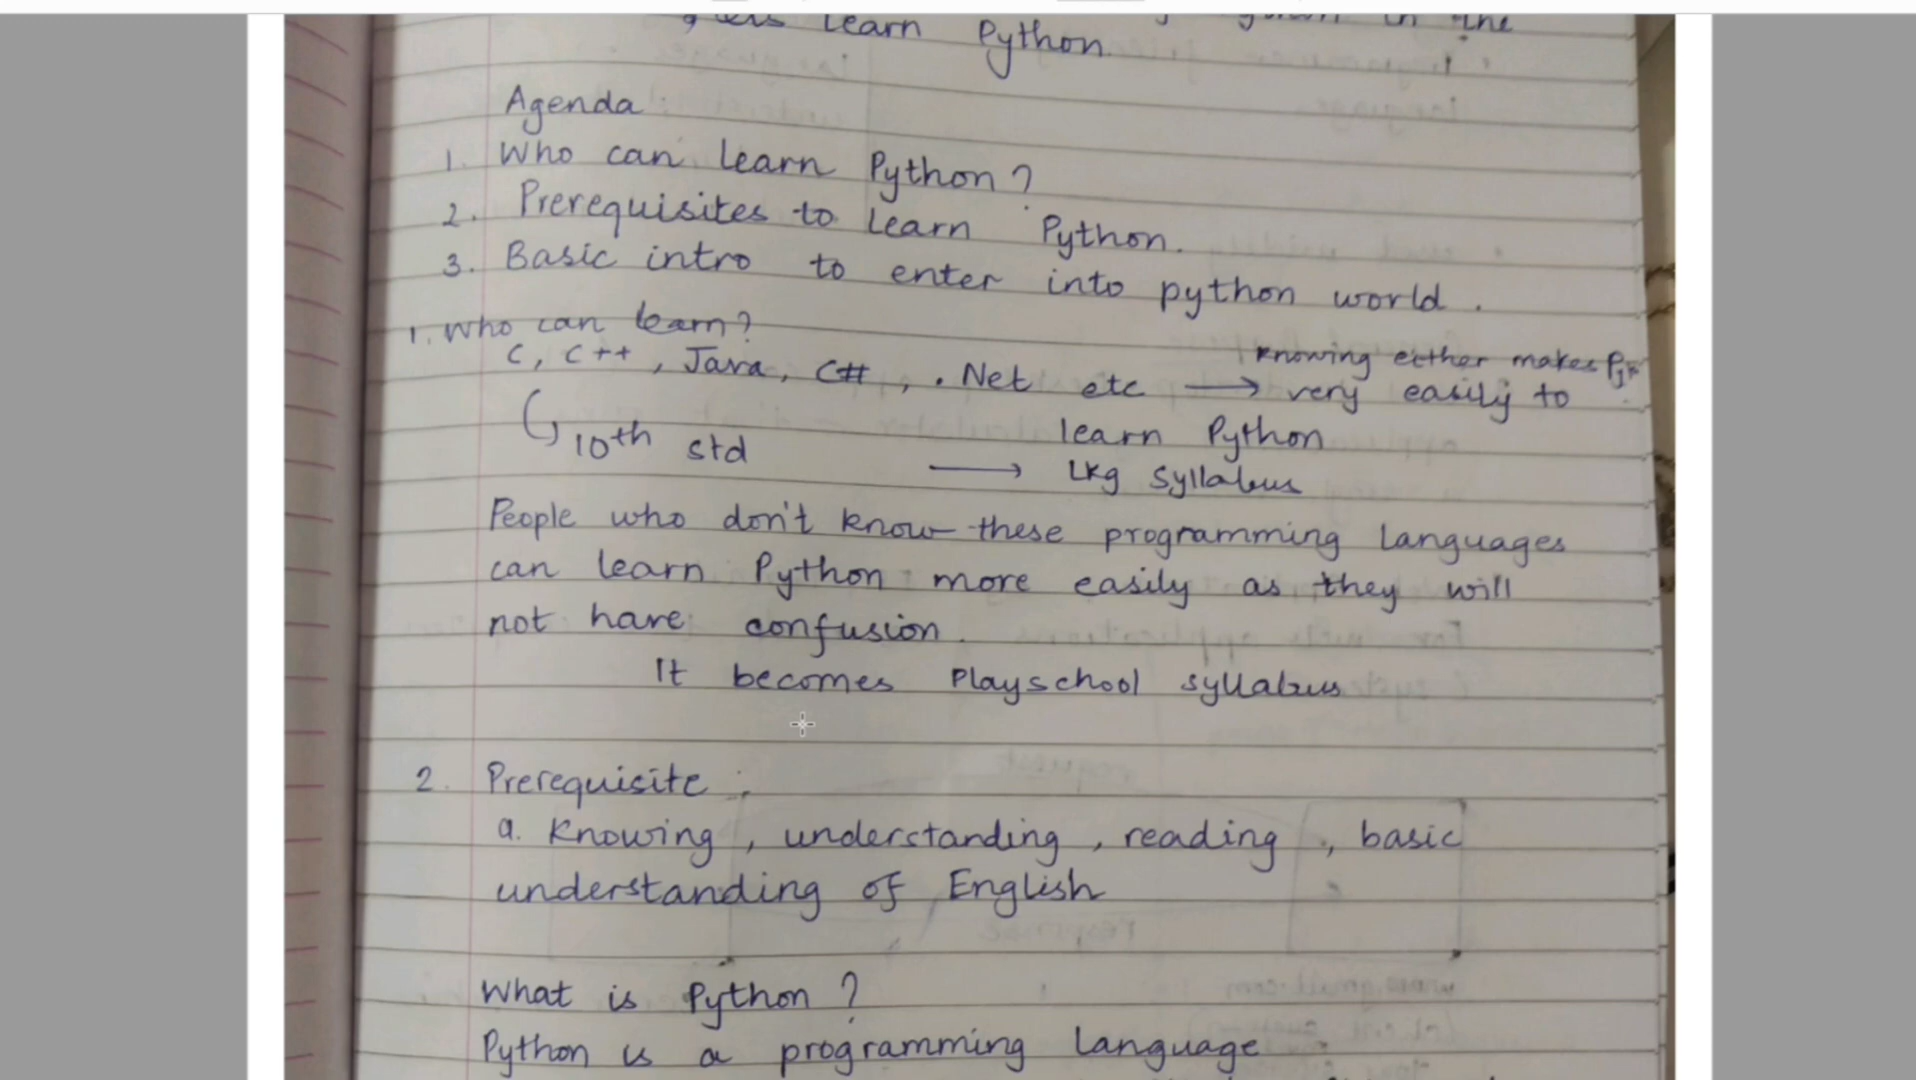 learn Python
in the
Agenda :
1. Who can learn Python?
2. Prerequisites to learn Python.
3. Basic intro to enter into python world.
1. Who can learn?
C, C++, Java, C#, .Net etc → knowing either makes
very easily to
learn Python
10th std → Lkg syllabus
People who don't know these programming languages
can learn Python more easily as they will
not have confusion.
It becomes Playschool syllabus
2. Prerequisite :
a. Knowing, understanding, reading, basic
understanding of English
What is Python?
Python is a programming language